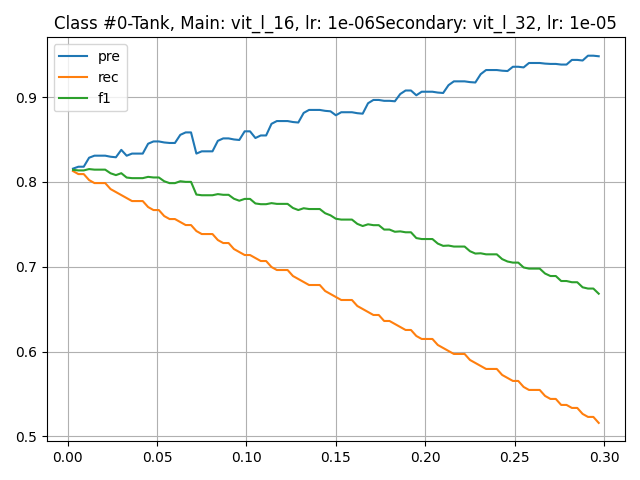 Class #0-Tank, Main: vit_l_16, lr: 1e-06Secondary: vit_l_32, lr: 1e-05
pre
rec
f1
0.9
0.8
0.7
0.6
0.5
0.00 0.05 0.10 0.15 0.20 0.25 0.30